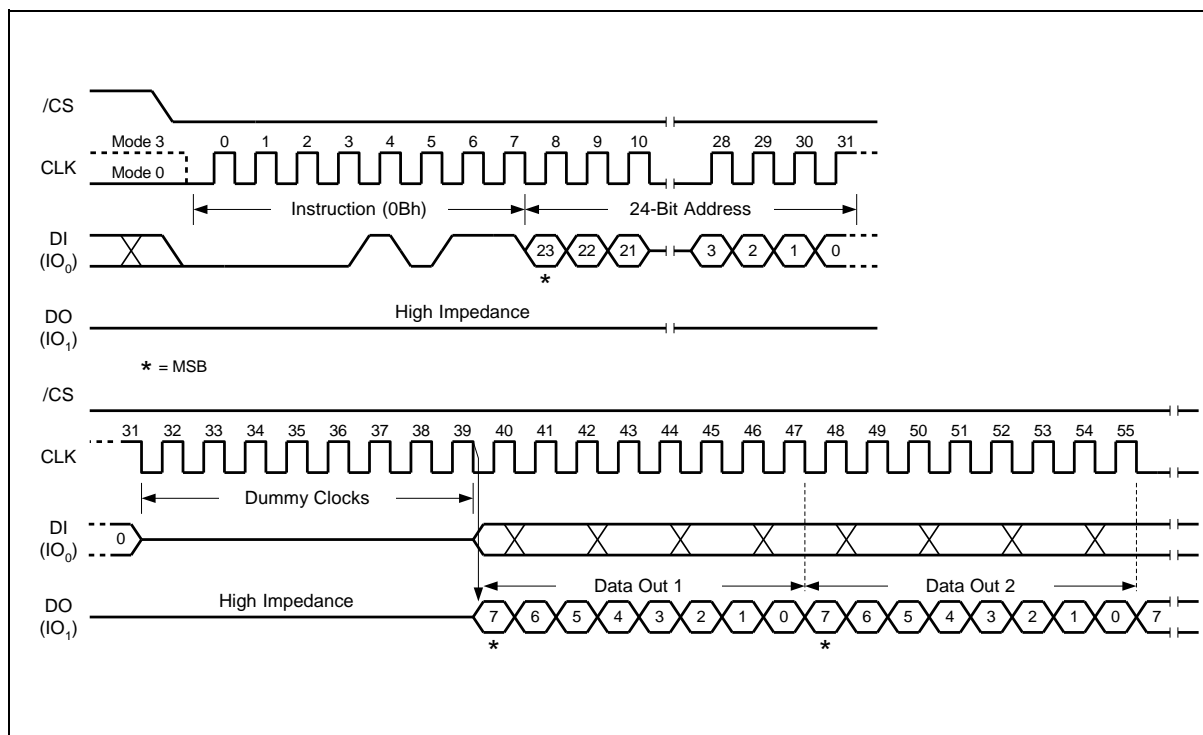 /CS
Mode 3 0 1 2 3 4 5 6 7 8 9 10 28 29 30 31
CLK
Mode 0
Instruction (0Bh) 24-Bit Address
DI
(IO0)
23 22 21 3 2 1 0
*
High Impedance
DO
(IO1)
* = MSB
/CS
31 32 33 34 35 36 37 38 39 40 41 42 43 44 45 46 47 48 49 50 51 52 53 54 55
CLK
Dummy Clocks
DI
(IO0)
0
Data Out 1 Data Out 2
High Impedance
DO
(IO1)
7 6 5 4 3 2 1 0 7 6 5 4 3 2 1 0 7
* *